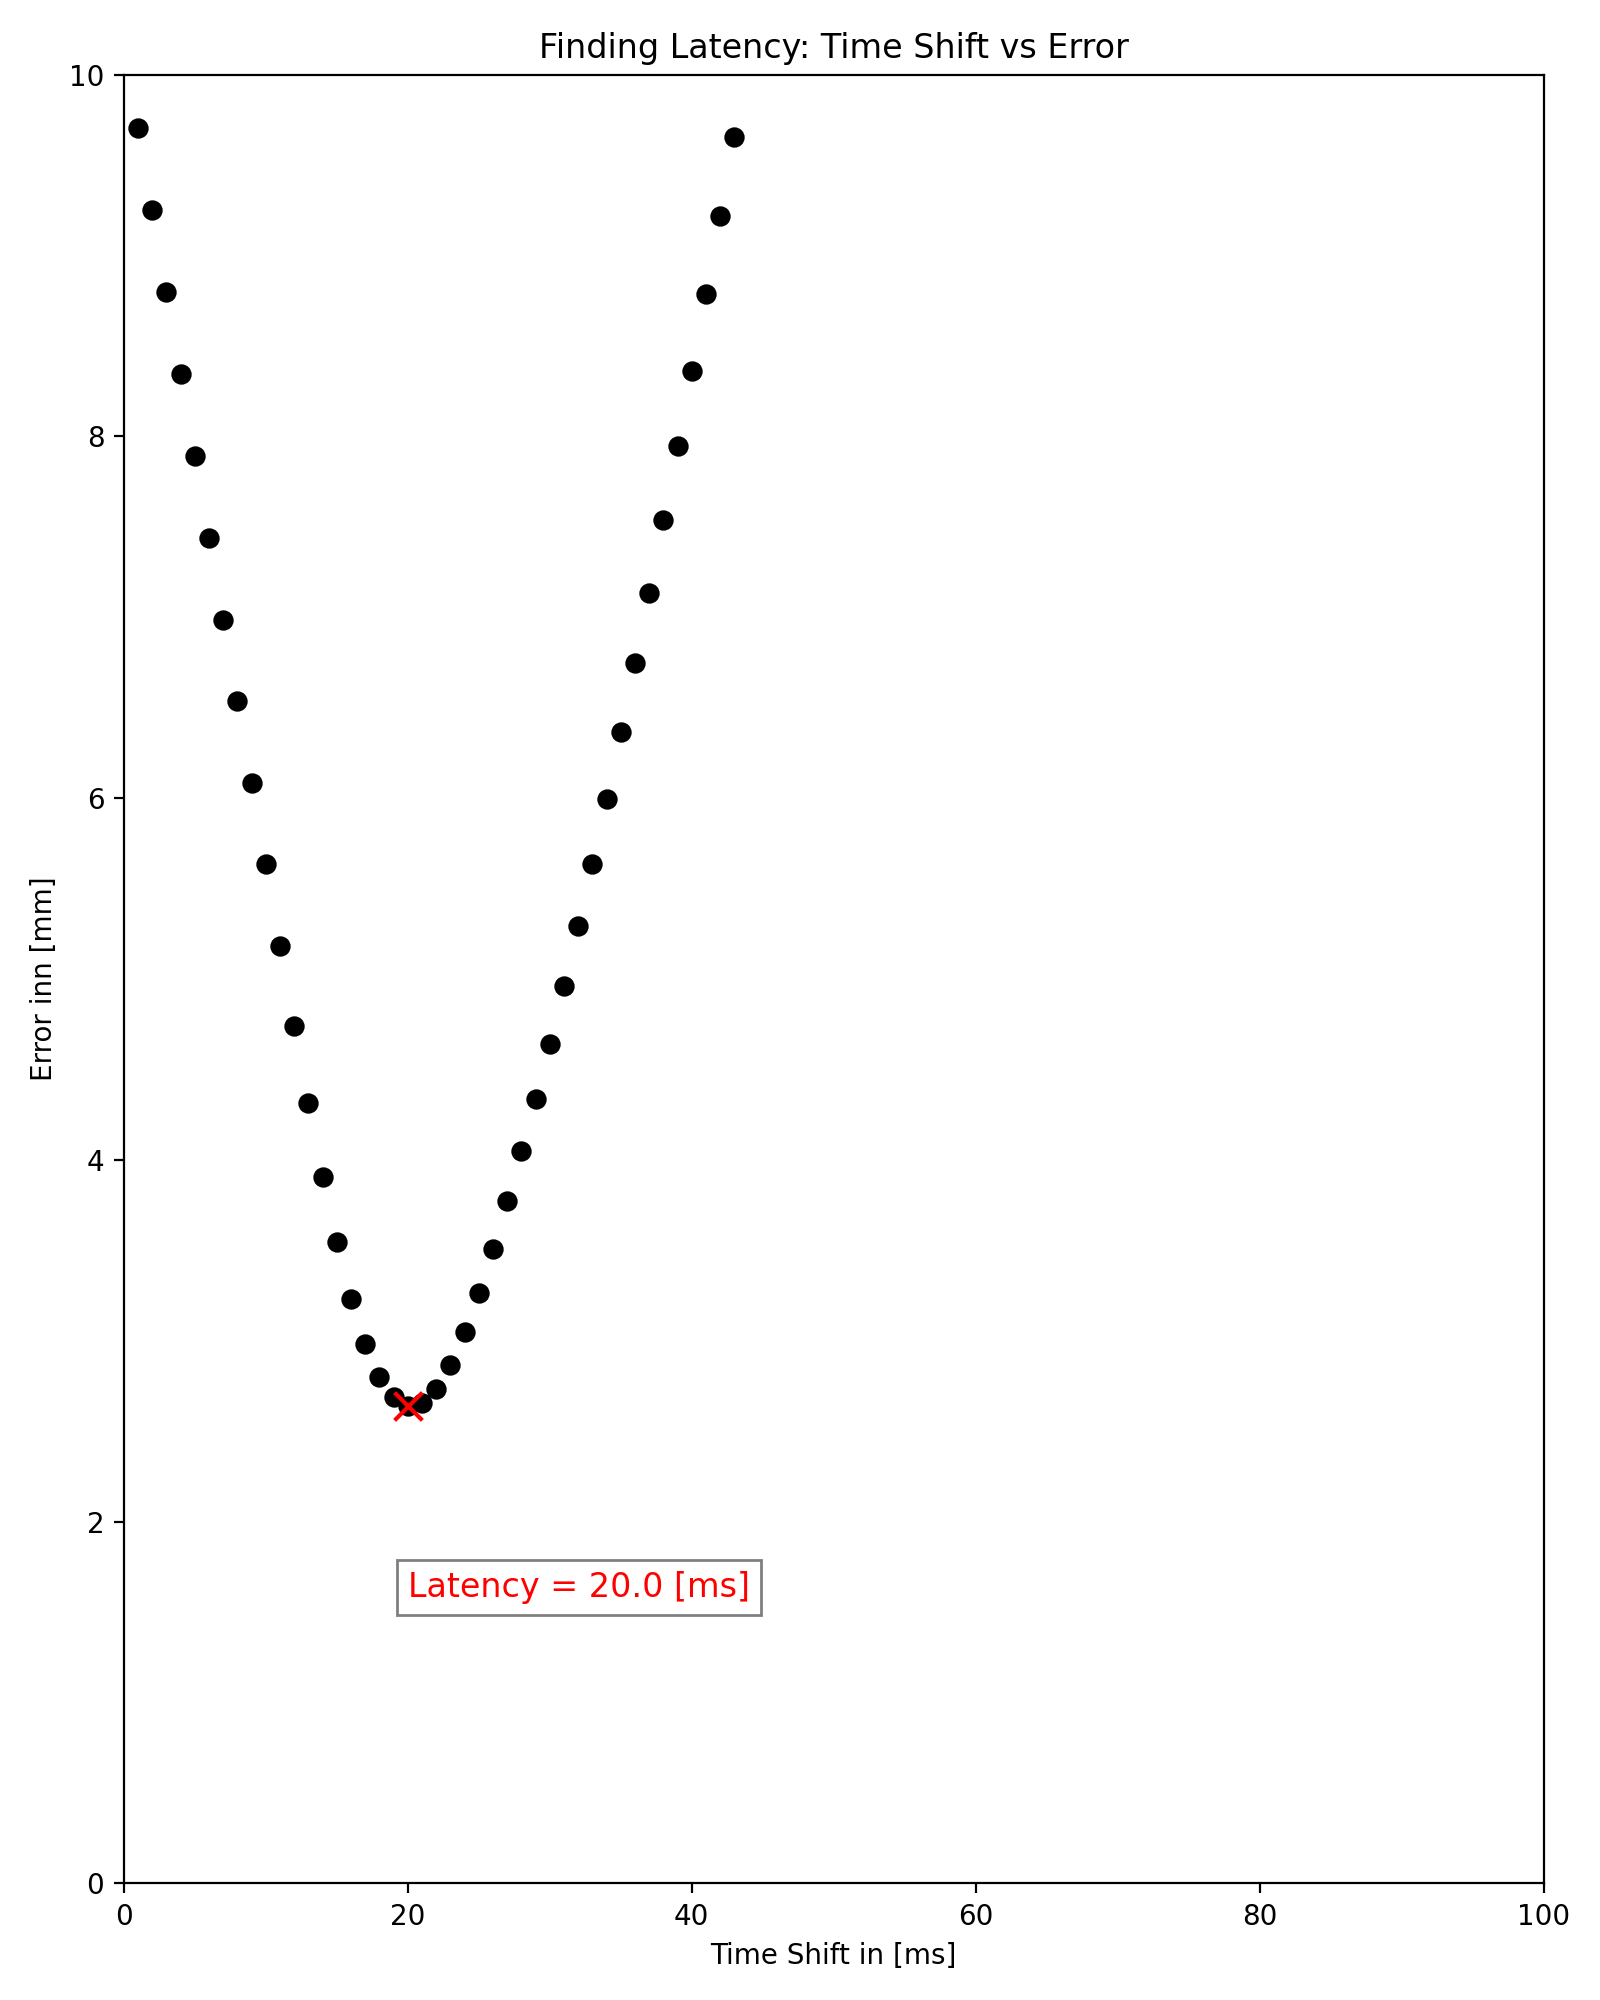 Finding Latency: Time Shift vs Error
10
8
6
4
2
0
Error inn [mm]
Latency = 20.0 [ms]
0 20 40 60 80 100
Time Shift in [ms]